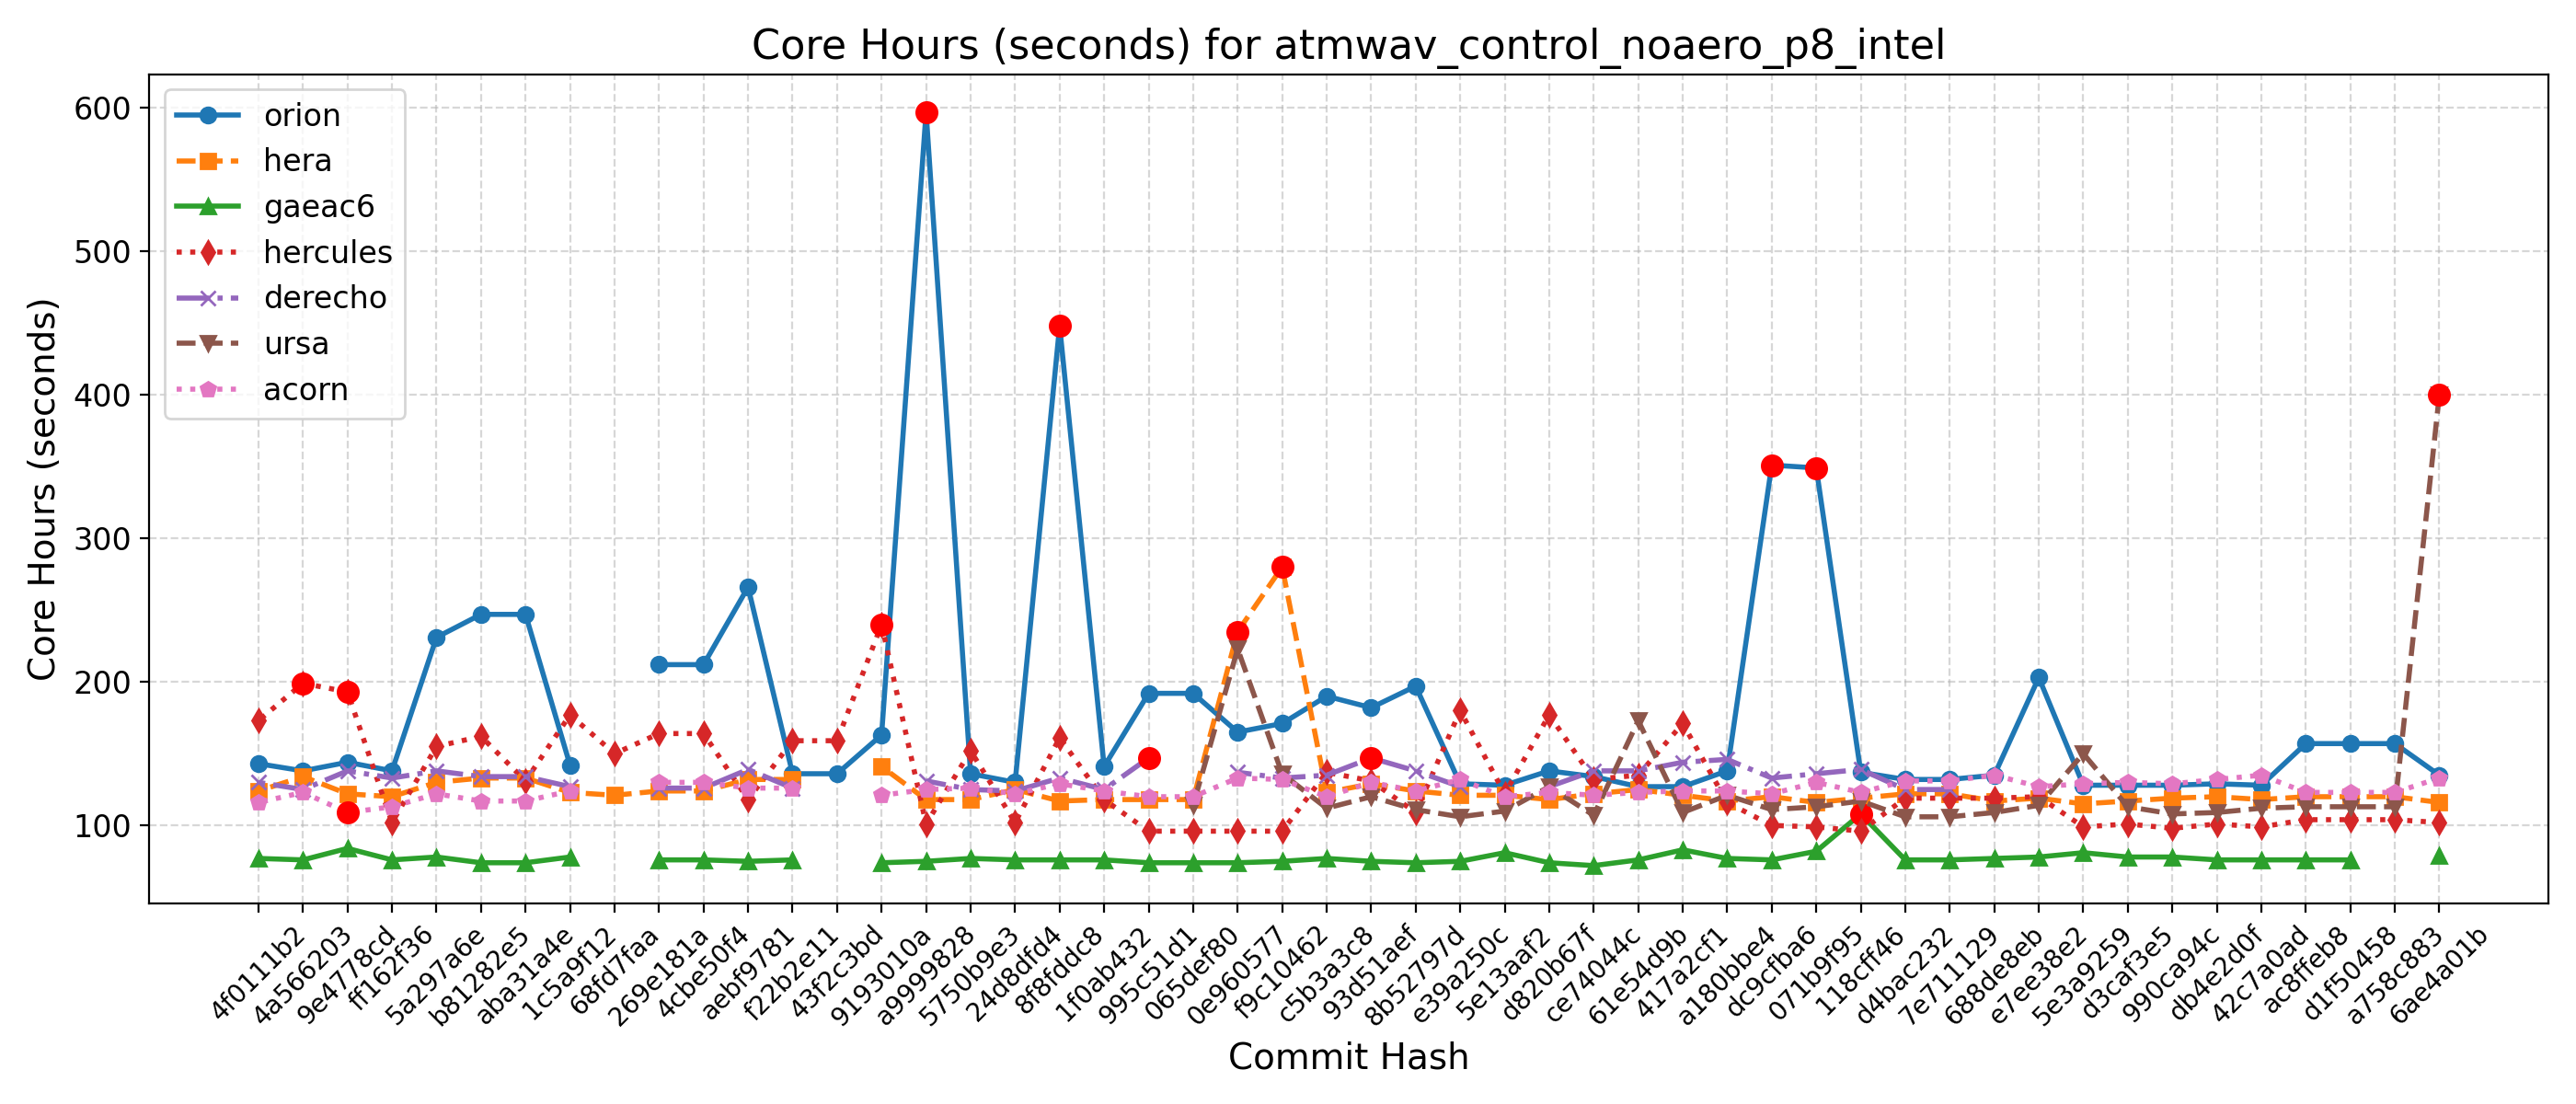 Core Hours (seconds) for atmwav_control_noaero_p8_intel
Core Hours (seconds)
600
500
400
300
200
100
orion
hera
gaeac6
hercules
derecho
ursa
acorn
4f0111b2
4a566203
9e4778cd
ff162f36
5a297a6e
b81282e5
aba31a4e
1c5a9f12
68fd7faa
269e181a
4cbe50f4
aebf9781
f22b2e11
43f2c3bd
9193010a
a9999828
5750b9e3
24d8dfd4
8f8fddc8
1f0ab432
995c51d1
065def80
0e960577
f9c10462
c5b3a3c8
93d51aef
8b52797d
e39a250c
5e13aaf2
d820b67f
ce74044c
61e54d9b
417a2cf1
a180bbe4
dc9cfba6
071b9f95
118cff46
d4bac232
7e711129
688de8eb
e7ee38e2
5e3a9259
d3caf3e5
990ca94c
db4e2d0f
42c7a0ad
ac8ffeb8
d1f50458
a758c883
6ae4a01b
Commit Hash